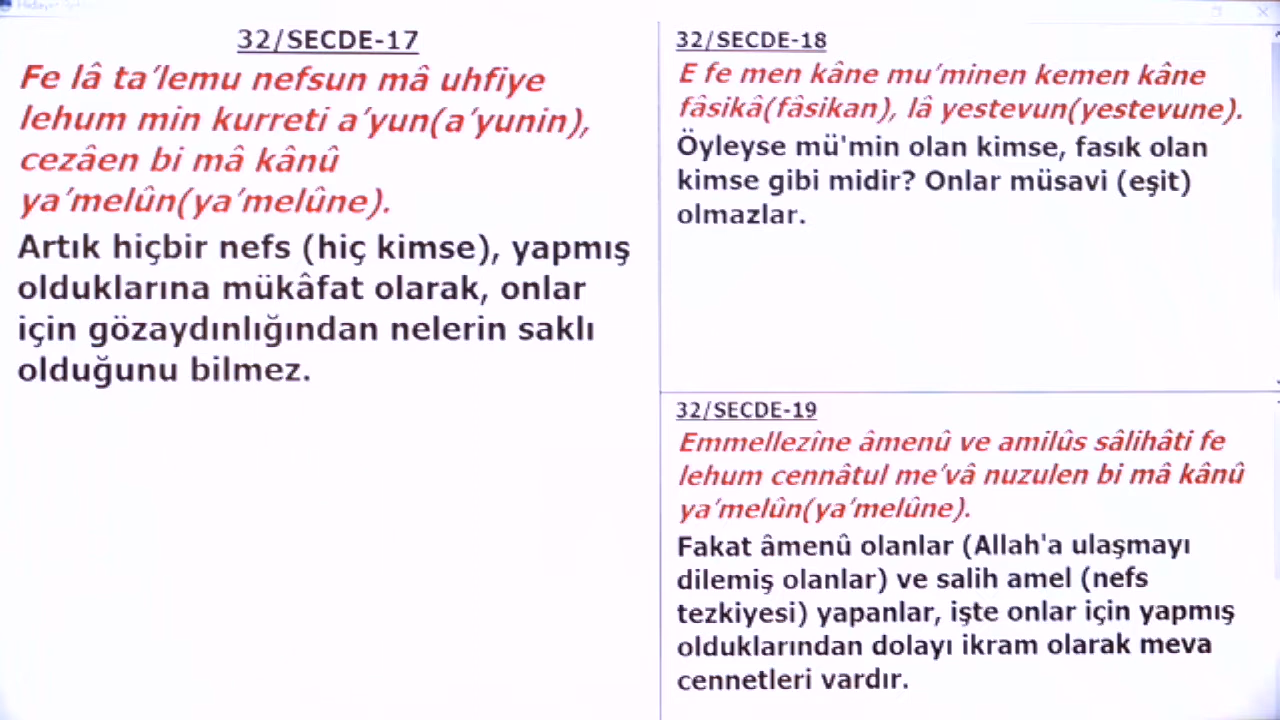 32/SECDE-17
Fe lâ ta’lemu nefsun mâ uhfiye
lehum min kurreti a’yun(a’yunin),
cezâen bi mâ kânû
ya’melûn(ya’melûne).
Artık hiçbir nefs (hiç kimse), yapmış
olduklarına mükâfat olarak, onlar
için gözaydınlığından nelerin saklı
olduğunu bilmez.
32/SECDE-18
E fe men kâne mu’minen kemen kâne
fâsikâ(fâsikan), lâ yestevun(yestevune).
Öyleyse mü'min olan kimse, fasık olan
kimse gibi midir? Onlar müsavi (eşit)
olmazlar.
32/SECDE-19
Emmellezîne âmenû ve amilûs sâlihâti fe
lehum cennâtul me’vâ nuzulen bi mâ kânû
ya’melûn(ya’melûne).
Fakat âmenû olanlar (Allah'a ulaşmayı
dilemiş olanlar) ve salih amel (nefs
tezkiyesi) yapanlar, işte onlar için yapmış
olduklarından dolayı ikram olarak meva
cennetleri vardır.